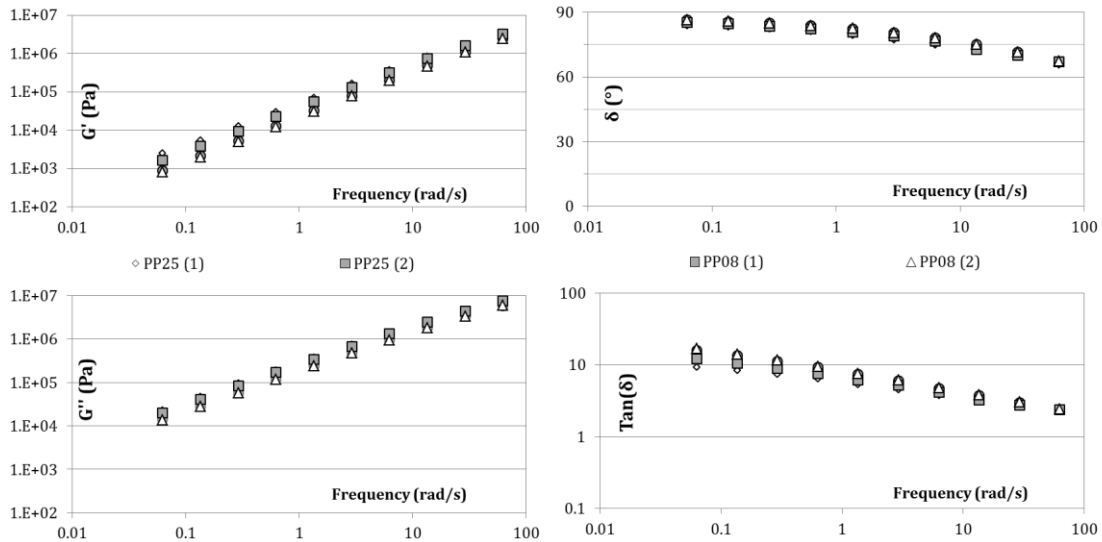 1.E+07
1.E+06
1.E+05
1.E+04
1.E+03
1.E+02
G' (Pa)
Frequency (rad/s)
0.01 0.1 1 10 100
90
60
30
0
δ (°)
Frequency (rad/s)
0.01 0.1 1 10 100
PP25 (1) PP25 (2) PP08 (1) PP08 (2)
1.E+07
1.E+06
1.E+05
1.E+04
1.E+03
1.E+02
G'' (Pa)
Frequency (rad/s)
0.01 0.1 1 10 100
100
10
1
0.1
Tan(δ)
Frequency (rad/s)
0.01 0.1 1 10 100